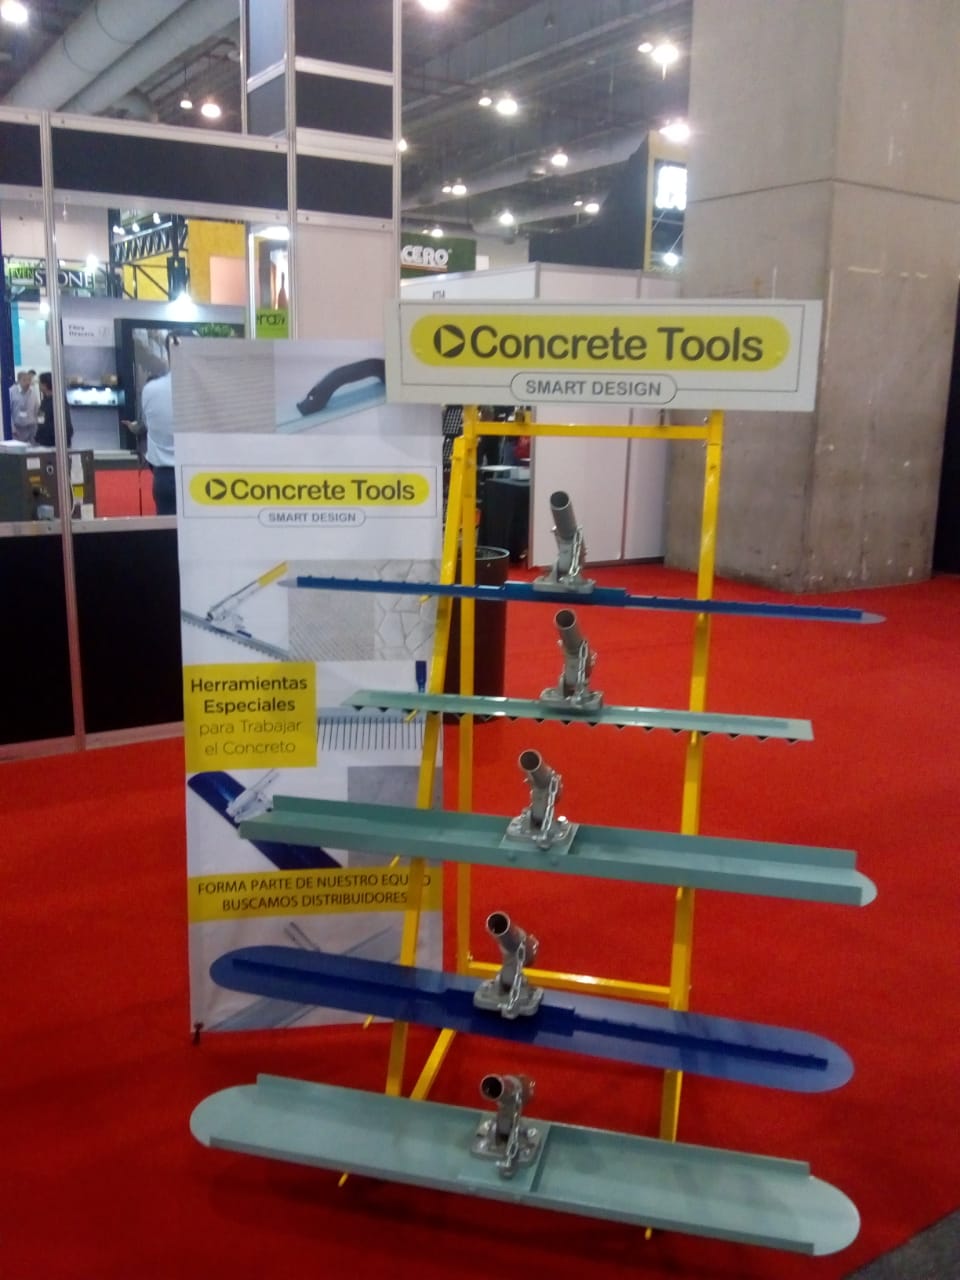 CERO
STONE
Concrete Tools
SMART DESIGN
Concrete Tools
SMART DESIGN
Herramientas
Especiales
para Trabajar
el Concreto
FORMA PARTE DE NUESTRO EQUIPO
BUSCAMOS DISTRIBUIDORES